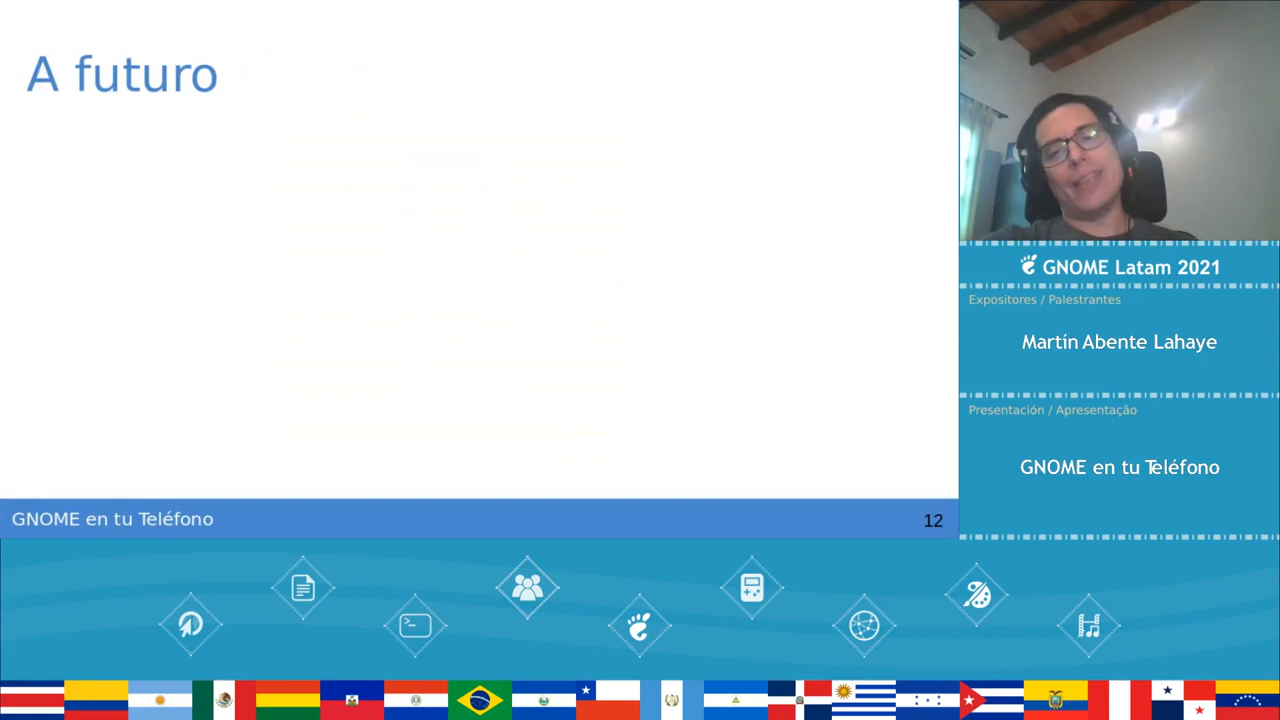 A futuro
GNOME en tu Teléfono
12
GNOME Latam 2021
Expositores / Palestrantes
Martín Abente Lahaye
Presentación / Apresentação
GNOME en tu Teléfono